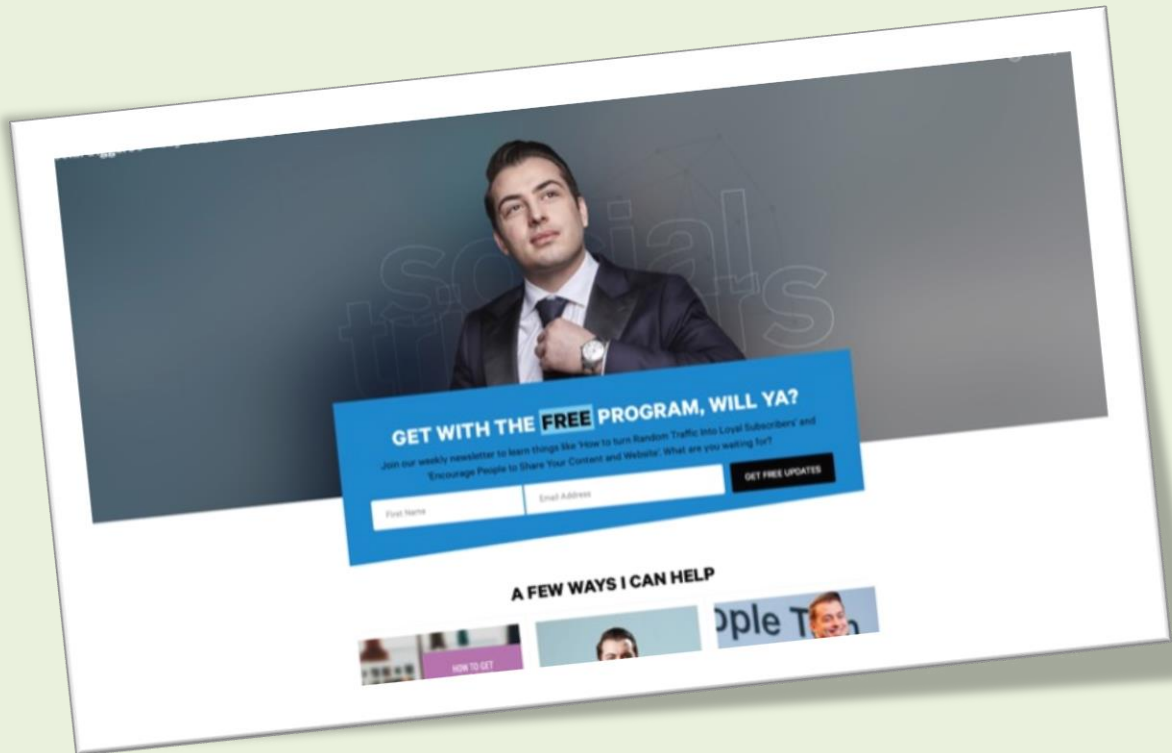 social
triggers
GET WITH THE FREE PROGRAM, WILL YA?
Join our weekly newsletter to learn things like 'How to turn Random Traffic Into Loyal Subscribers' and
'Encourage People to Share Your Content and Website'. What are you waiting for?
First Name
Email Address
GET FREE UPDATES
A FEW WAYS I CAN HELP
HOW TO GET